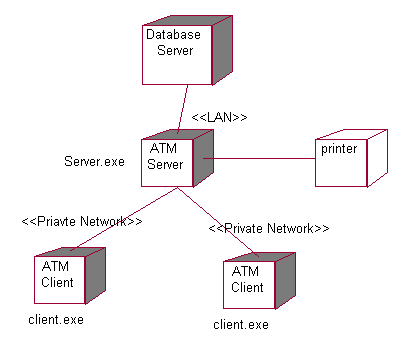 Database
Server
<<LAN>>
ATM
Server
Server.exe
printer
<<Priavte Network>>
<<Private Network>>
ATM
Client
ATM
Client
client.exe
client.exe